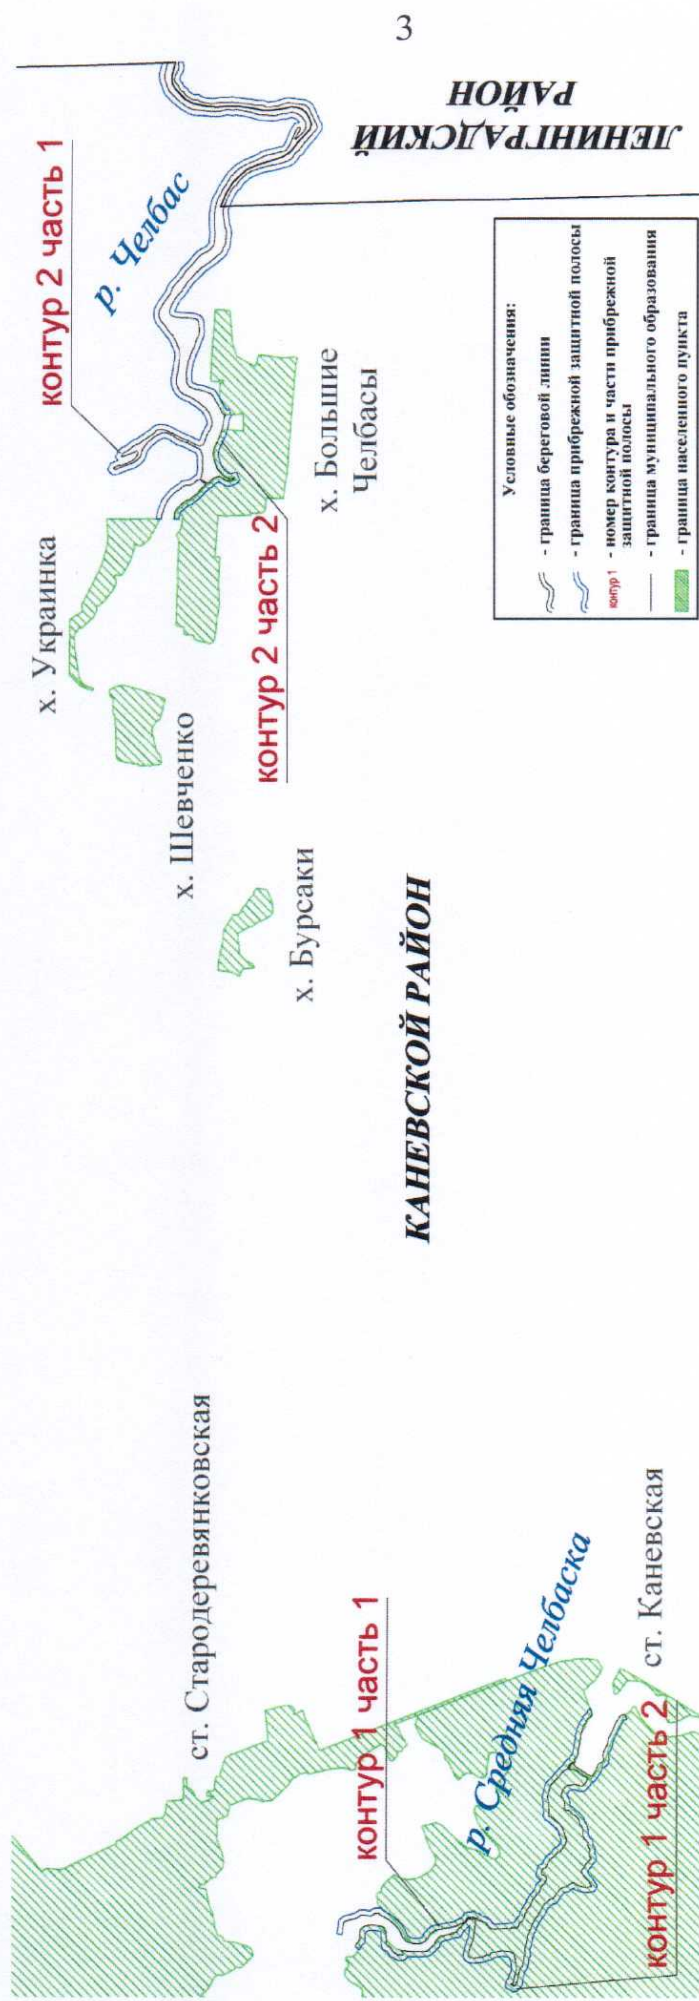 3
ЛЕНИНГРАДСКИЙ
РАЙОН
контур 2 часть 1
р. Челбас
х. Украинка
х. Большие
Челбасы
х. Шевченко
контур 2 часть 2
х. Бурсаки
КАНЕВСКОЙ РАЙОН
ст. Стародеревянковская
контур 1 часть 1
р. Средняя Челбаска
ст. Каневская
контур 1 часть 2
Условные обозначения:
- граница береговой линии
- граница прибрежной защитной полосы
контур 1 - номер контура и части прибрежной
защитной полосы
- граница муниципального образования
- граница населенного пункта